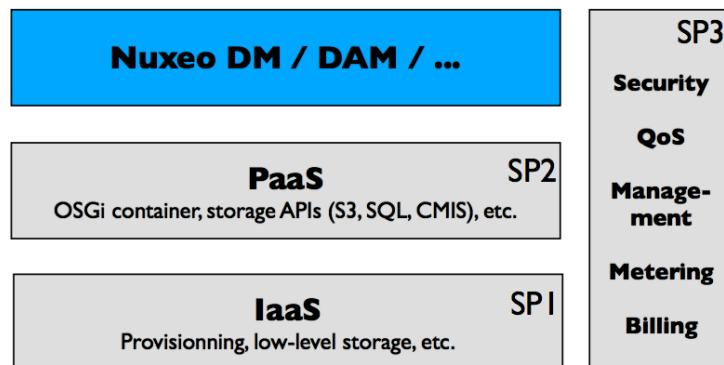 Nuxeo DM / DAM / ...
PaaS
SP2
OSGi container, storage APIs (S3, SQL, CMIS), etc.
IaaS
SP1
Provisionning, low-level storage, etc.
SP3
Security
QoS
Manage-
ment
Metering
Billing